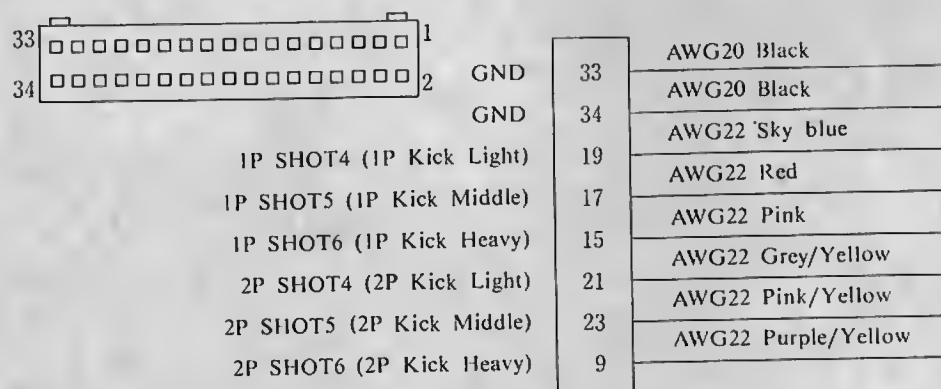 33 1
34 2
AWG20 Black
GND 33
AWG20 Black
GND 34
AWG22 Sky blue
1P SHOT4 (1P Kick Light) 19
AWG22 Red
1P SHOT5 (1P Kick Middle) 17
AWG22 Pink
1P SHOT6 (1P Kick Heavy) 15
AWG22 Grey/Yellow
2P SHOT4 (2P Kick Light) 21
AWG22 Pink/Yellow
2P SHOT5 (2P Kick Middle) 23
AWG22 Purple/Yellow
2P SHOT6 (2P Kick Heavy) 9